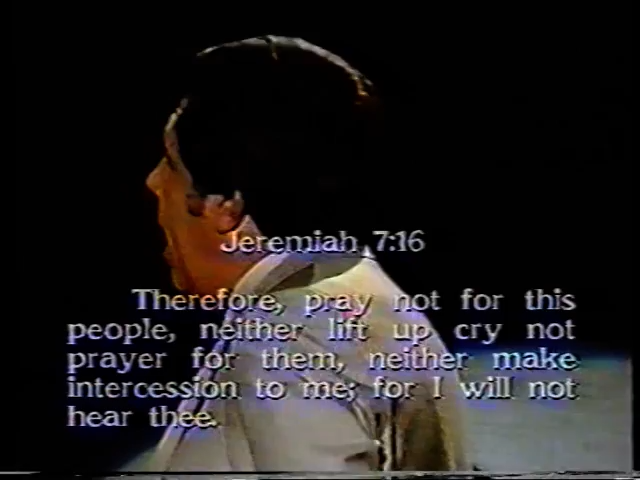 Jeremiah 7:16
Therefore, pray not for this
people, neither lift up cry not
prayer for them, neither make
intercession to me; for I will not
hear thee.